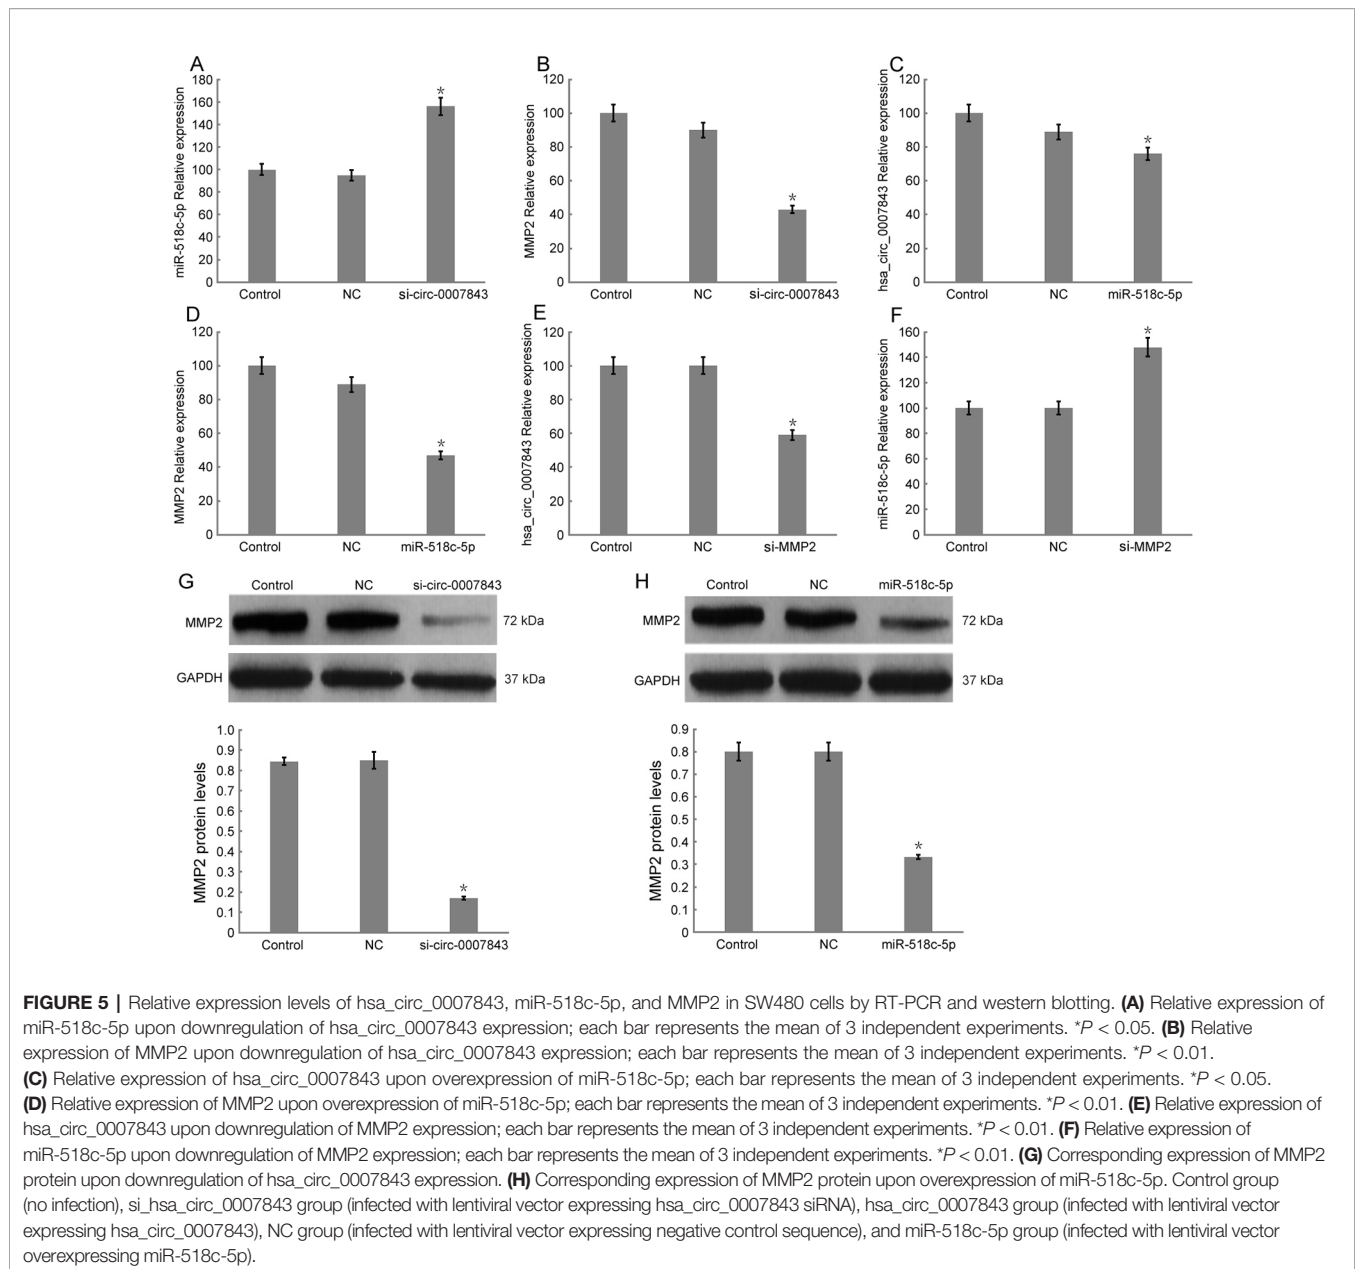 A
miR-518c-5p Relative expression
180
160
140
120
100
80
60
40
20
0
*
Control NC si-circ-0007843
B
MMP2 Relative expression
120
100
80
60
40
20
0
*
Control NC si-circ-0007843
C
hsa_circ_0007843 Relative expression
120
100
80
60
40
20
0
*
Control NC miR-518c-5p
D
MMP2 Relative expression
120
100
80
60
40
20
0
*
Control NC miR-518c-5p
E
hsa_circ_0007843 Relative expression
120
100
80
60
40
20
0
*
Control NC si-MMP2
F
miR-518c-5p Relative expression
160
140
120
100
80
60
40
20
0
*
Control NC si-MMP2
G
Control NC si-circ-0007843
MMP2 72 kDa
GAPDH 37 kDa
MMP2 protein levels
1.0
0.9
0.8
0.7
0.6
0.5
0.4
0.3
0.2
0.1
0
*
Control NC si-circ-0007843
H
Control NC miR-518c-5p
MMP2 72 kDa
GAPDH 37 kDa
MMP2 protein levels
0.9
0.8
0.7
0.6
0.5
0.4
0.3
0.2
0.1
0
*
Control NC miR-518c-5p
FIGURE 5 | Relative expression levels of hsa_circ_0007843, miR-518c-5p, and MMP2 in SW480 cells by RT-PCR and western blotting. (A) Relative expression of
miR-518c-5p upon downregulation of hsa_circ_0007843 expression; each bar represents the mean of 3 independent experiments. *P < 0.05. (B) Relative
expression of MMP2 upon downregulation of hsa_circ_0007843 expression; each bar represents the mean of 3 independent experiments. *P < 0.01.
(C) Relative expression of hsa_circ_0007843 upon overexpression of miR-518c-5p; each bar represents the mean of 3 independent experiments. *P < 0.05.
(D) Relative expression of MMP2 upon overexpression of miR-518c-5p; each bar represents the mean of 3 independent experiments. *P < 0.01. (E) Relative expression of
hsa_circ_0007843 upon downregulation of MMP2 expression; each bar represents the mean of 3 independent experiments. *P < 0.01. (F) Relative expression of
miR-518c-5p upon downregulation of MMP2 expression; each bar represents the mean of 3 independent experiments. *P < 0.01. (G) Corresponding expression of MMP2
protein upon downregulation of hsa_circ_0007843 expression. (H) Corresponding expression of MMP2 protein upon overexpression of miR-518c-5p. Control group
(no infection), si_hsa_circ_0007843 group (infected with lentiviral vector expressing hsa_circ_0007843 siRNA), hsa_circ_0007843 group (infected with lentiviral vector
expressing hsa_circ_0007843), NC group (infected with lentiviral vector expressing negative control sequence), and miR-518c-5p group (infected with lentiviral vector
overexpressing miR-518c-5p).